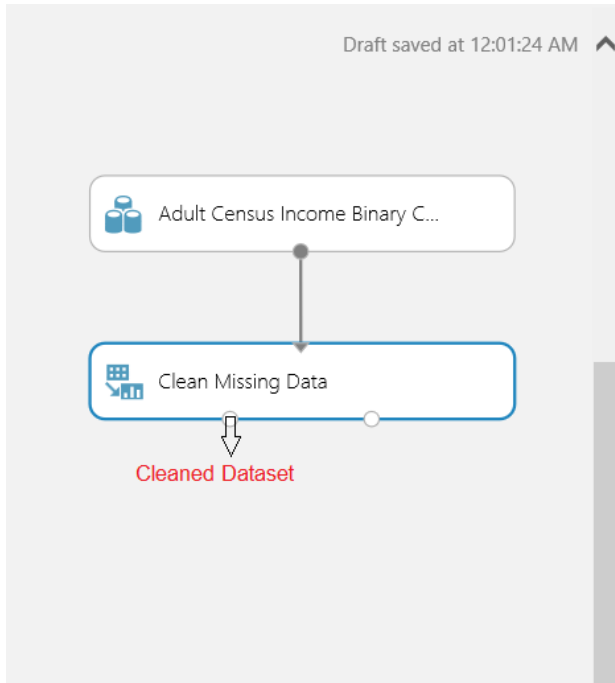 Draft saved at 12:01:24 AM
Adult Census Income Binary C...
Clean Missing Data
Cleaned Dataset